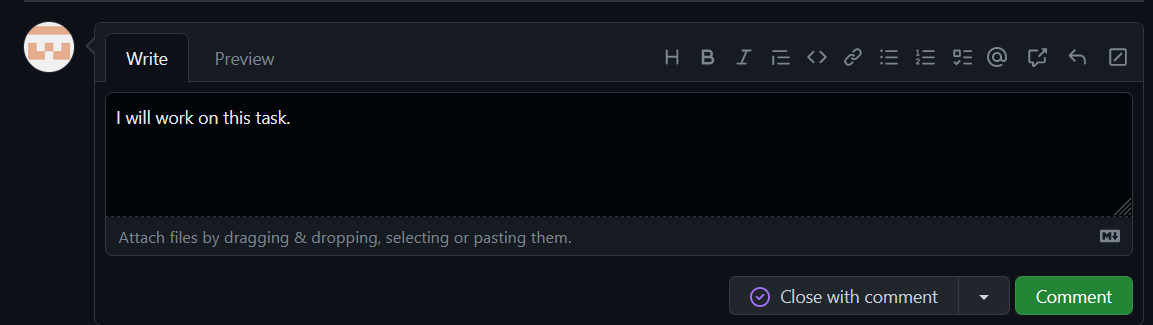 Write Preview H B I <> @
I will work on this task.
Attach files by dragging & dropping, selecting or pasting them. M
Close with comment Comment